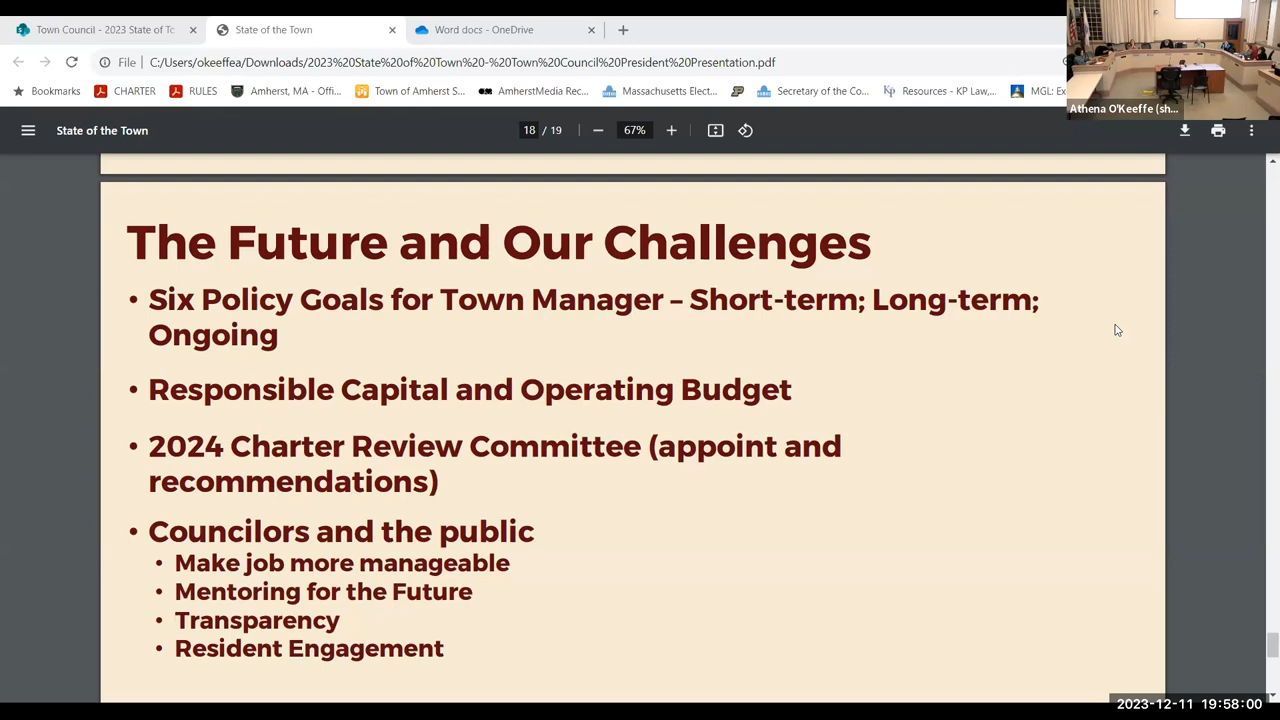 Town Council - 2023 State of To
State of the Town
Word docs - OneDrive
File
C:/Users/okeeffea/Downloads/2023%20State%20of%20Town%20-%20Town%20Council%20President%20Presentation.pdf
Bookmarks
CHARTER
RULES
Amherst, MA - Offi...
Town of Amherst S...
AmherstMedia Rec...
Massachusetts Elect...
Secretary of the Co...
Resources - KP Law,...
MGL: Ex
Athena O'Keeffe (sh...
State of the Town
18 / 19
67%
The Future and Our Challenges
• Six Policy Goals for Town Manager – Short-term; Long-term;
Ongoing
• Responsible Capital and Operating Budget
• 2024 Charter Review Committee (appoint and
recommendations)
• Councilors and the public
• Make job more manageable
• Mentoring for the Future
• Transparency
• Resident Engagement
2023-12-11 19:58:00